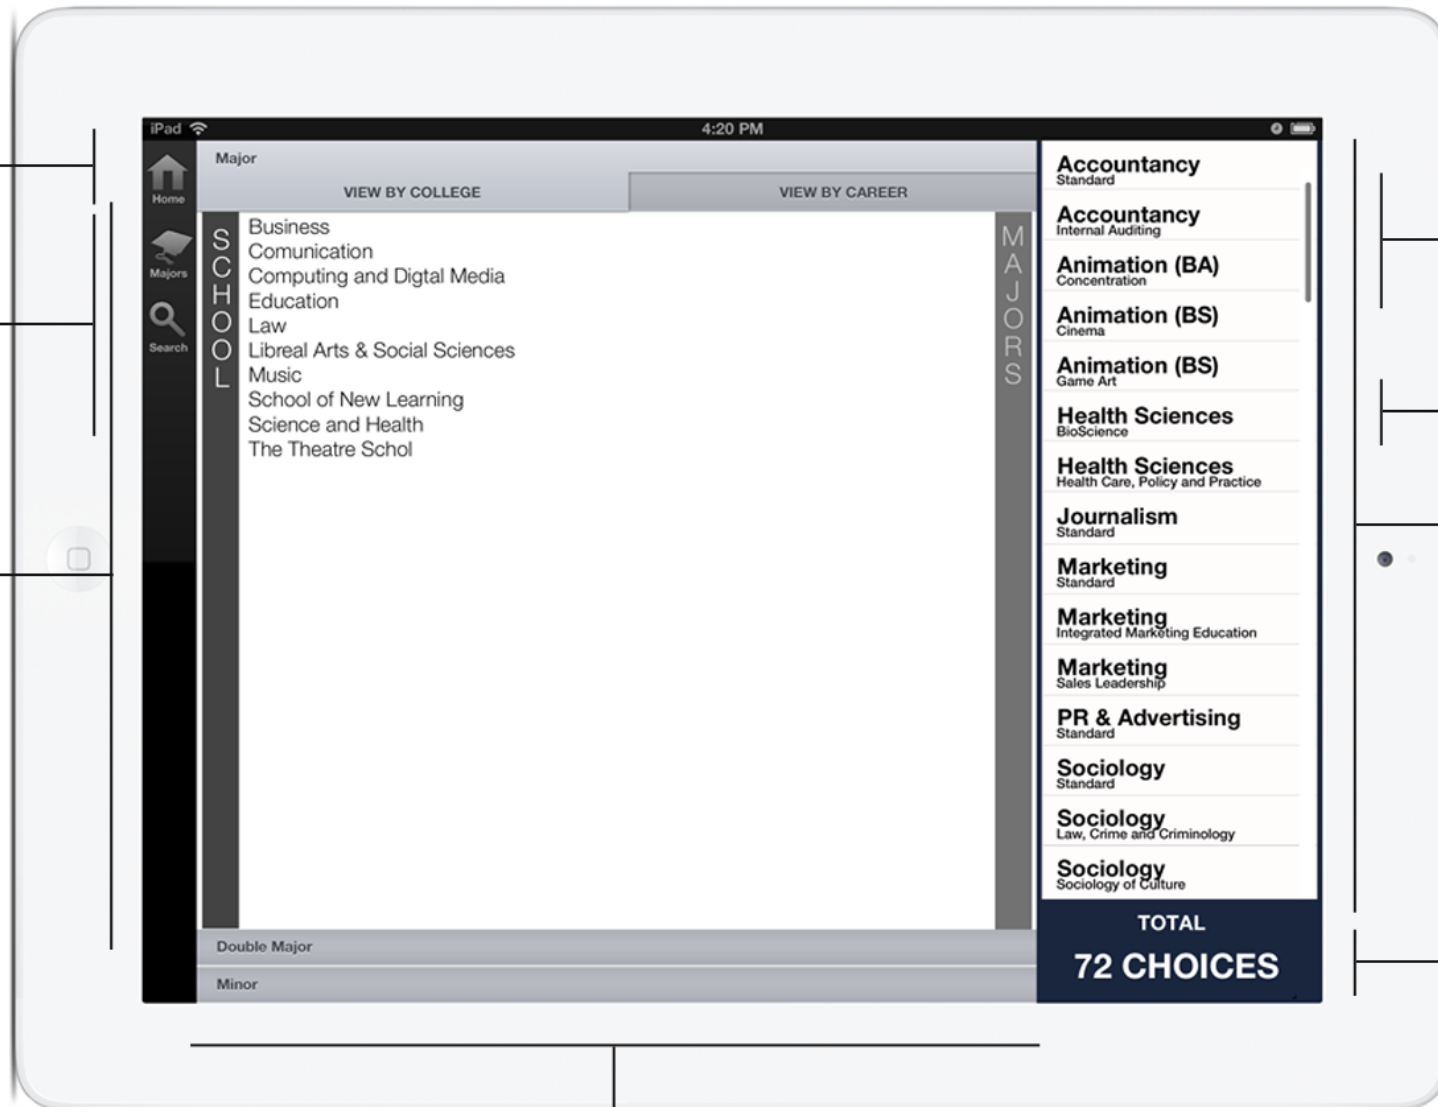 iPad
4:20 PM
Home
Majors
Search
Major
VIEW BY COLLEGE
VIEW BY CAREER
SCHOOL
Business
Comunication
Computing and Digtal Media
Education
Law
Libreal Arts & Social Sciences
Music
School of New Learning
Science and Health
The Theatre Schol
MAJORS
Double Major
Minor
Accountancy
Standard
Accountancy
Internal Auditing
Animation (BA)
Concentration
Animation (BS)
Cinema
Animation (BS)
Game Art
Health Sciences
BioScience
Health Sciences
Health Care, Policy and Practice
Journalism
Standard
Marketing
Standard
Marketing
Integrated Marketing Education
Marketing
Sales Leadership
PR & Advertising
Standard
Sociology
Standard
Sociology
Law, Crime and Criminology
Sociology
Sociology of Culture
TOTAL
72 CHOICES